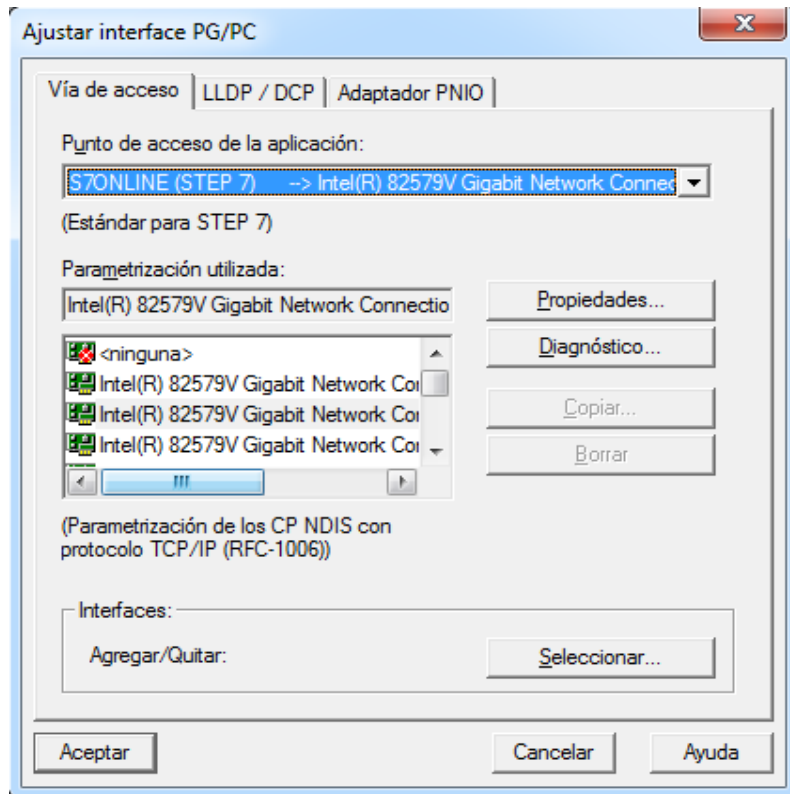 Ajustar interface PG/PC
Vía de acceso
LLDP / DCP
Adaptador PNIO
Punto de acceso de la aplicación:
S7ONLINE (STEP 7) --> Intel(R) 82579V Gigabit Network Connec
(Estándar para STEP 7)
Parametrización utilizada:
Intel(R) 82579V Gigabit Network Connectio
Propiedades...
<ninguna>
Diagnóstico...
Intel(R) 82579V Gigabit Network Co
Intel(R) 82579V Gigabit Network Co
Copiar...
Intel(R) 82579V Gigabit Network Co
Borrar
(Parametrización de los CP NDIS con
protocolo TCP/IP (RFC-1006))
Interfaces:
Agregar/Quitar:
Seleccionar...
Aceptar
Cancelar
Ayuda